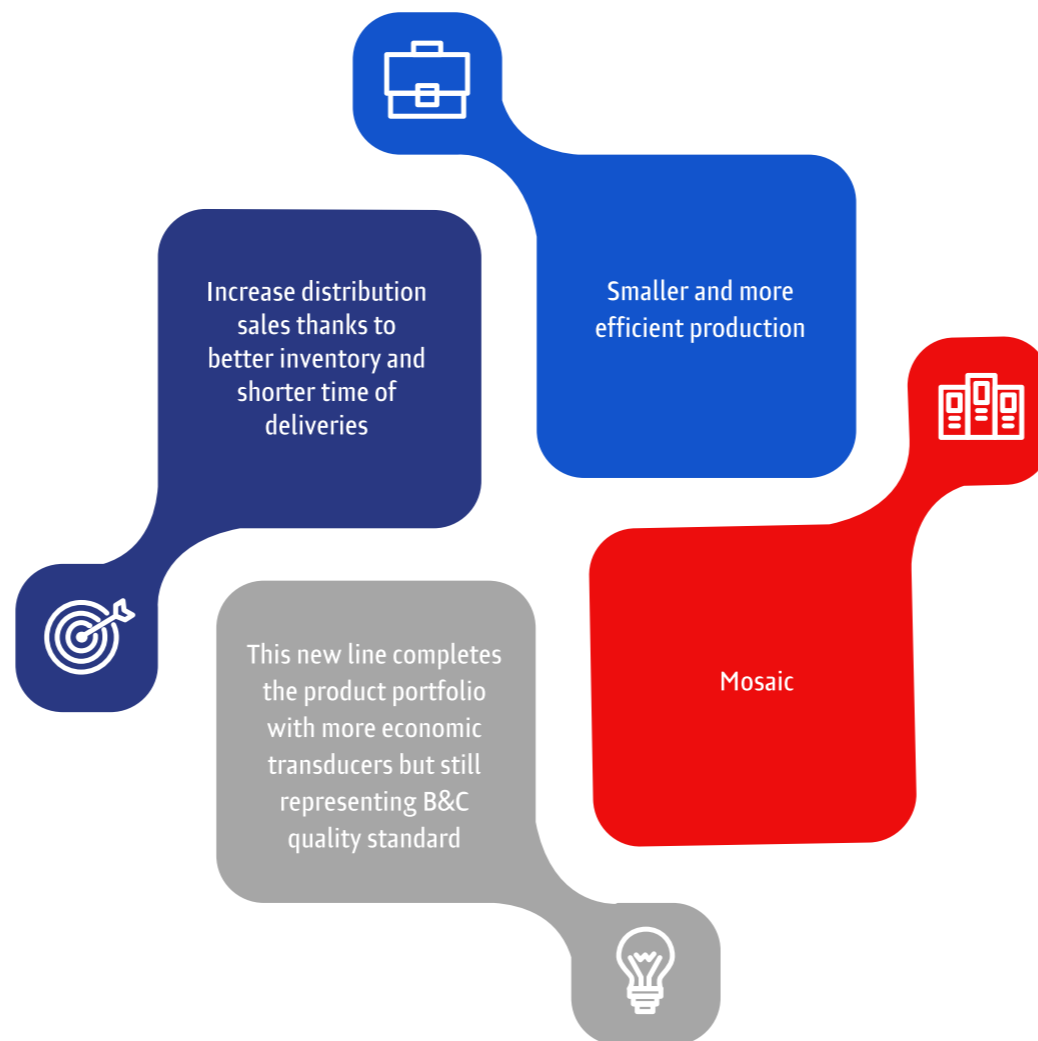 Increase distribution
sales thanks to
better inventory and
shorter time of
deliveries
Smaller and more
efficient production
This new line completes
the product portfolio
with more economic
transducers but still
representing B&C
quality standard
Mosaic